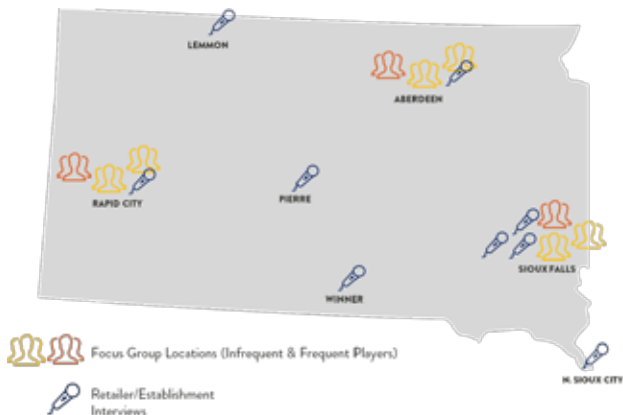 LEMMON
ABERDEEN
RAPID CITY
PIERRE
SIOUX FALLS
WINNER
Focus Group Locations (Infrequent & Frequent Players)
N. SIOUX CITY
Retailer/Establishment
Interviews